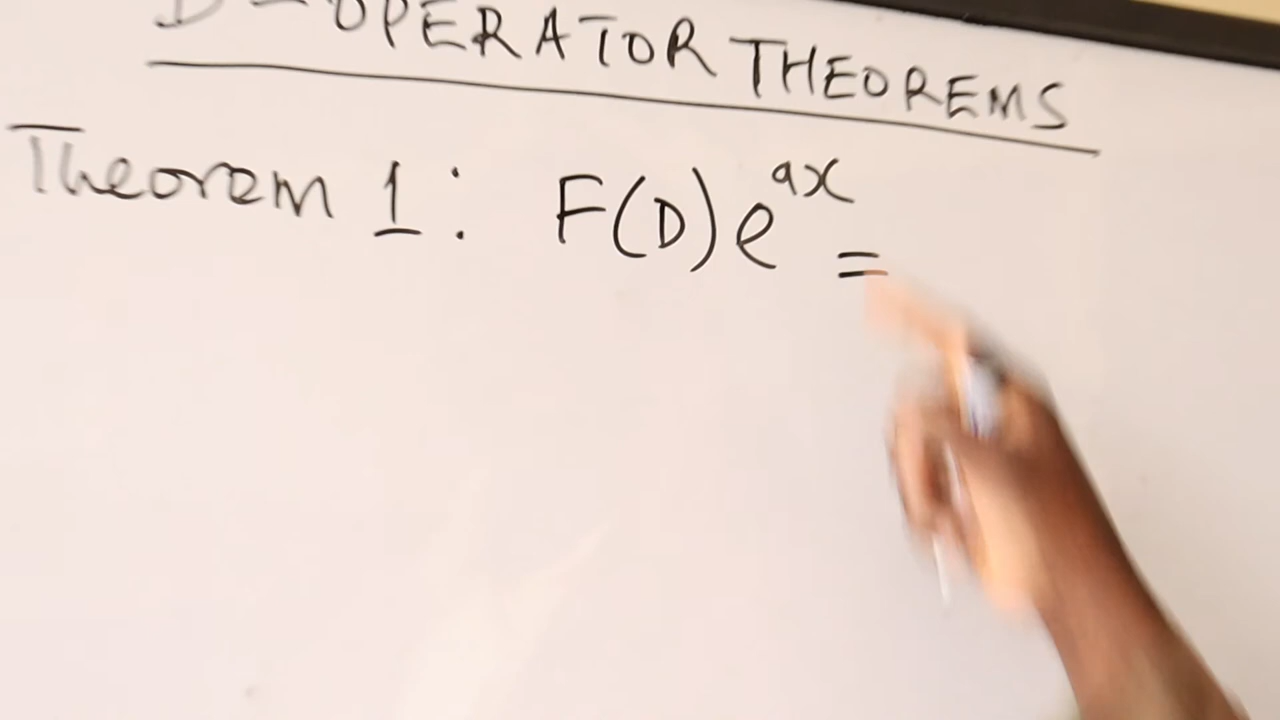 D - OPERATOR THEOREMS
Theorem 1 : F(D)e^{ax} =